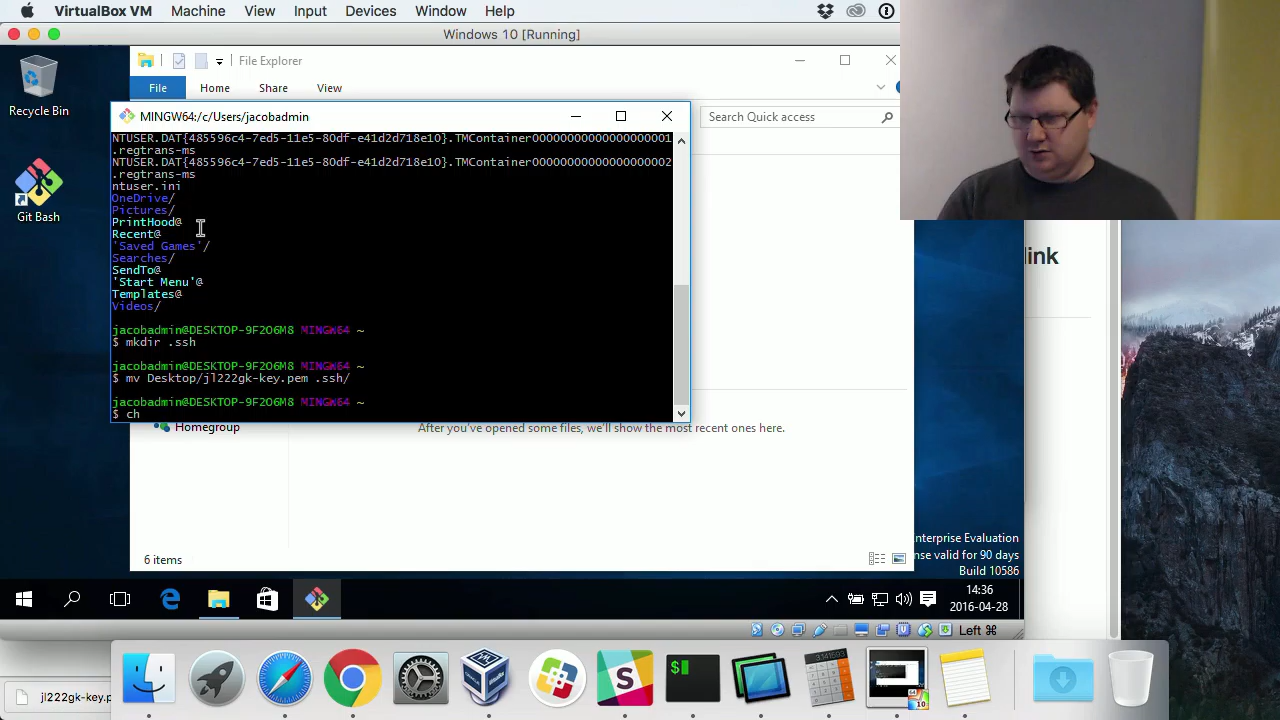 VirtualBox VM Machine View Input Devices Window Help
Windows 10 [Running]
Recycle Bin
File Explorer
File Home Share View
MINGW64:/c/Users/jacobadmin
Search Quick access
NTUSER.DAT{485596c4-7ed5-11e5-80df-e41d2d718e10}.TMContainer00000000000000000001
.regtrans-ms
NTUSER.DAT{485596c4-7ed5-11e5-80df-e41d2d718e10}.TMContainer00000000000000000002
.regtrans-ms
ntuser.ini
OneDrive/
Pictures/
PrintHood@
Recent@
'Saved Games'/
Searches/
SendTo@
'Start Menu'@
Templates@
Videos/
jacobadmin@DESKTOP-9F2O6M8 MINGW64 ~
$ mkdir .ssh
jacobadmin@DESKTOP-9F2O6M8 MINGW64 ~
$ mv Desktop/jl222gk-key.pem .ssh/
jacobadmin@DESKTOP-9F2O6M8 MINGW64 ~
$ ch
Git Bash
Homegroup
After you've opened some files, we'll show the most recent ones here.
6 items
nterprise Evaluation
nse valid for 90 days
Build 10586
14:36
2016-04-28
Left ⌘
link
jl222gk-key.p